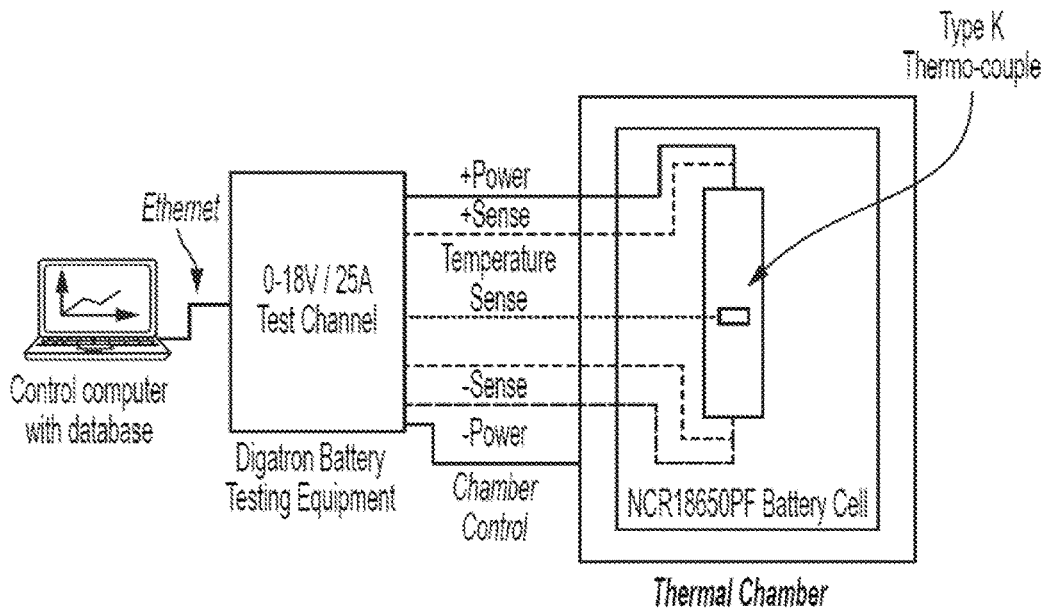 Type K
Thermo-couple
+Power
+Sense
Temperature
Sense
-Sense
-Power
Chamber
Control
Ethernet
0-18V / 25A
Test Channel
Control computer
with database
Digatron Battery
Testing Equipment
NCR18650PF Battery Cell
Thermal Chamber